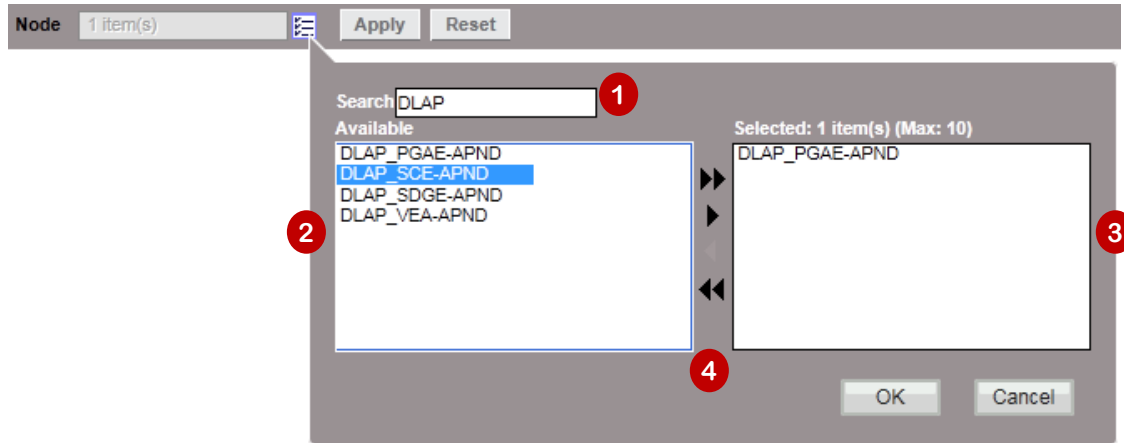 Node 1 item(s) Apply Reset
Search DLAP 1
Available Selected: 1 item(s) (Max: 10)
DLAP_PGAE-APND DLAP_PGAE-APND
DLAP_SCE-APND
DLAP_SDGE-APND
DLAP_VEA-APND
2 3
4
OK Cancel